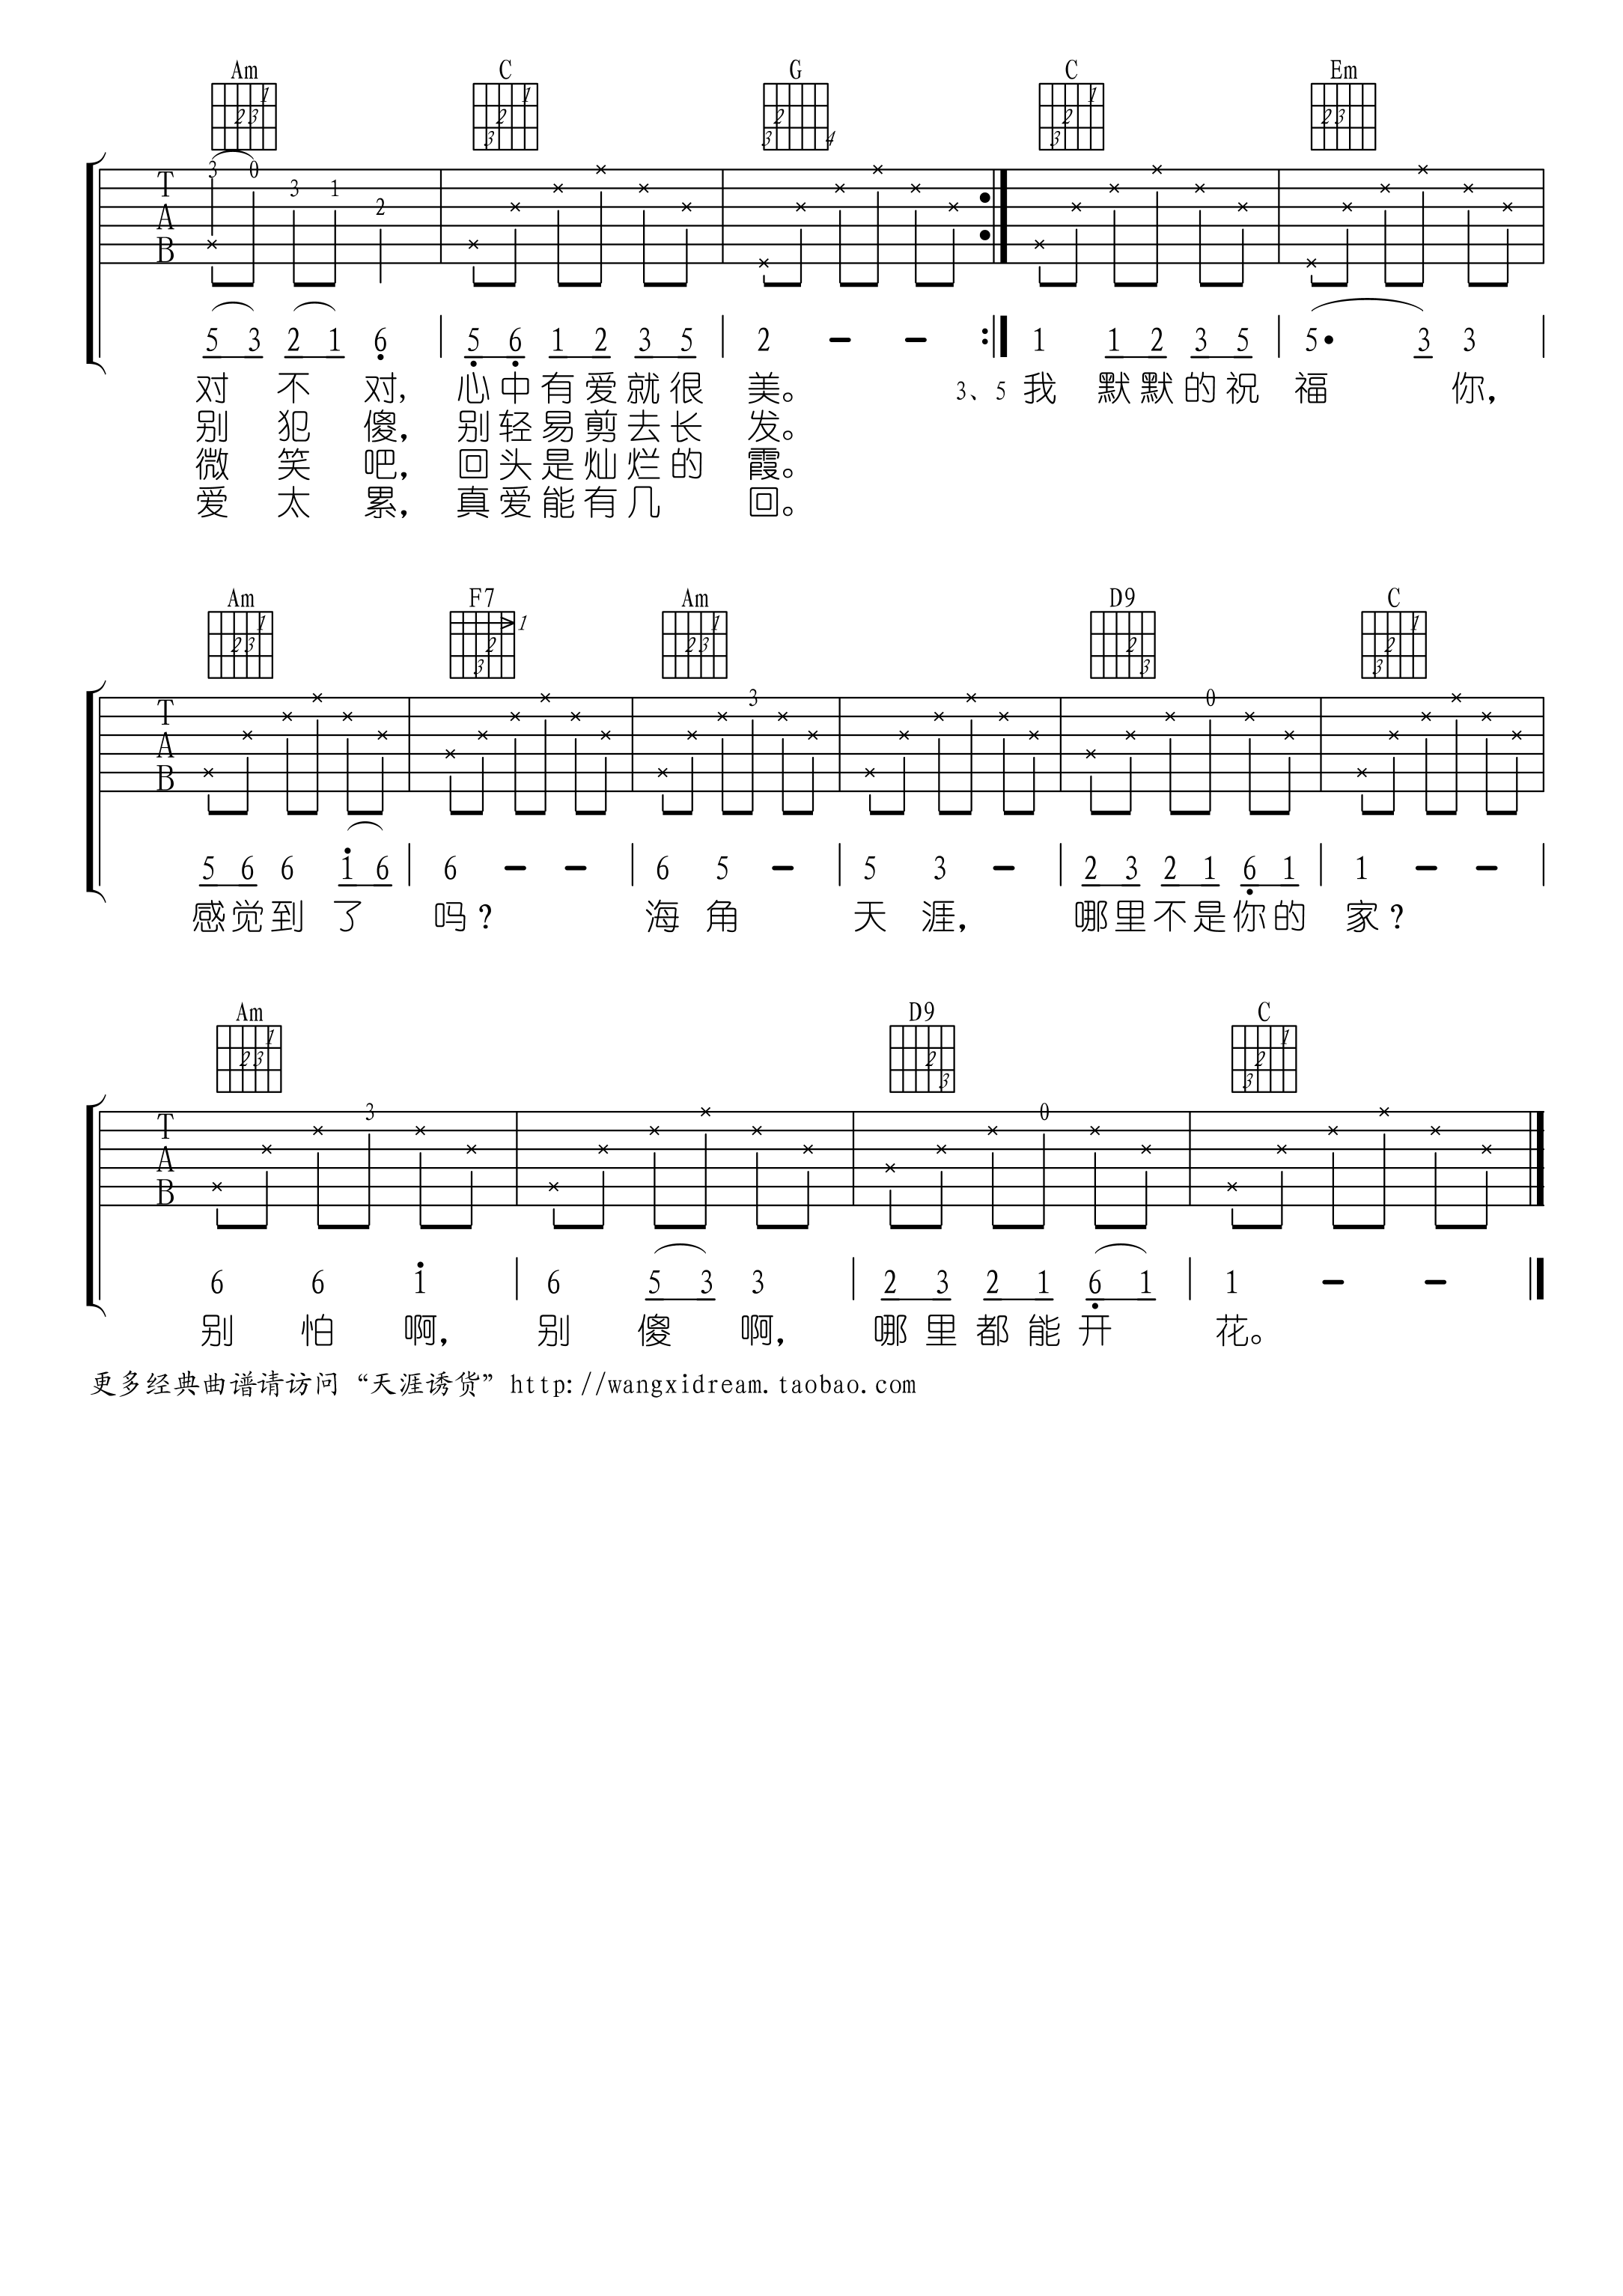 Am C G C Em
3 0 3 1 2
T
A
B
5 3 2 1 6 5 6 1 2 3 5 2 - - 1 1 2 3 5 5 • 3 3
对 不 对, 心中有爱就很 美。 3、5 我 默默的祝 福 你,
别 犯 傻, 别轻易剪去长 发。
微 笑 吧, 回头是灿烂的 霞。
爱 太 累, 真爱能有几 回。
Am F7 Am D9 C
3 0
T
A
B
5 6 6 1 6 6 - - 6 5 - 5 3 - 2 3 2 1 6 1 1 - -
感觉到 了 吗? 海 角 天 涯, 哪里不是你的 家?
Am D9 C
3 0
T
A
B
6 6 1 6 5 3 3 2 3 2 1 6 1 1 - -
别 怕 啊, 别 傻 啊, 哪里都能开 花。
更多经典曲谱请访问“天涯诱货”http://wangxidream.taobao.com